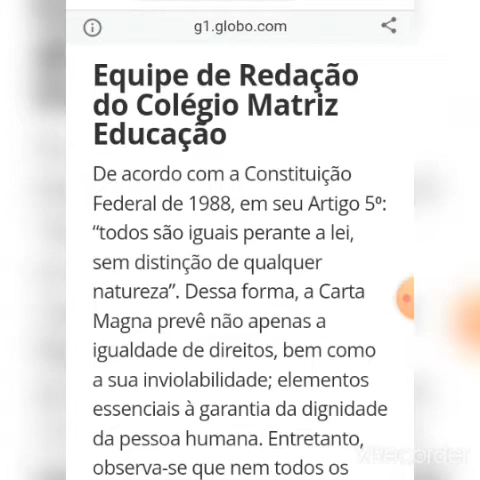 g1.globo.com
Equipe de Redação
do Colégio Matriz
Educação
De acordo com a Constituição
Federal de 1988, em seu Artigo 5º:
“todos são iguais perante a lei,
sem distinção de qualquer
natureza”. Dessa forma, a Carta
Magna prevê não apenas a
igualdade de direitos, bem como
a sua inviolabilidade; elementos
essenciais à garantia da dignidade
da pessoa humana. Entretanto,
observa-se que nem todos os